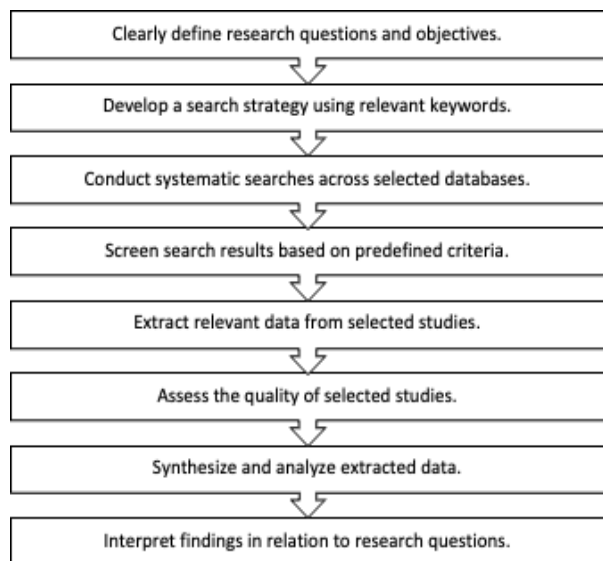 Clearly define research questions and objectives.
Develop a search strategy using relevant keywords.
Conduct systematic searches across selected databases.
Screen search results based on predefined criteria.
Extract relevant data from selected studies.
Assess the quality of selected studies.
Synthesize and analyze extracted data.
Interpret findings in relation to research questions.